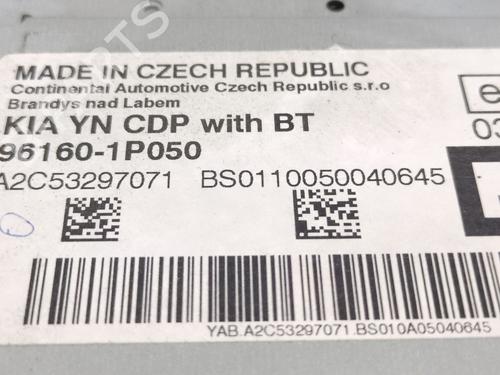 MADE IN CZECH REPUBLIC
Continental Automotive Czech Republic s.r.o
Brandys nad Labem
KIA YN CDP with BT
96160-1P050
A2C53297071 BS0110050040645
YAB.A2C53297071.BS010A05040645
e